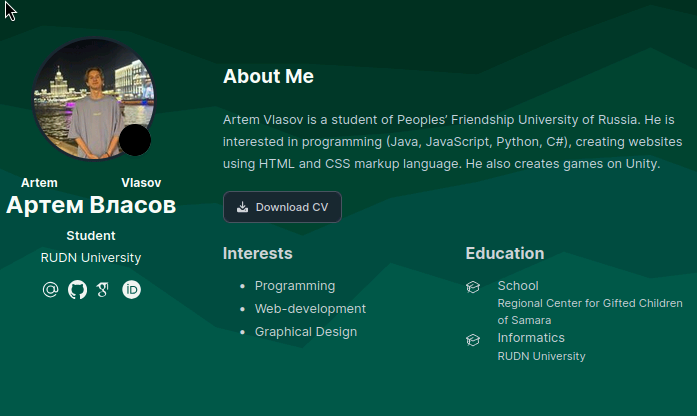 Artem Vlasov
Артем Власов
Student
RUDN University
iD
About Me
Artem Vlasov is a student of Peoples’ Friendship University of Russia. He is
interested in programming (Java, JavaScript, Python, C#), creating websites
using HTML and CSS markup language. He also creates games on Unity.
Download CV
Interests
Programming
Web-development
Graphical Design
Education
School
Regional Center for Gifted Children
of Samara
Informatics
RUDN University